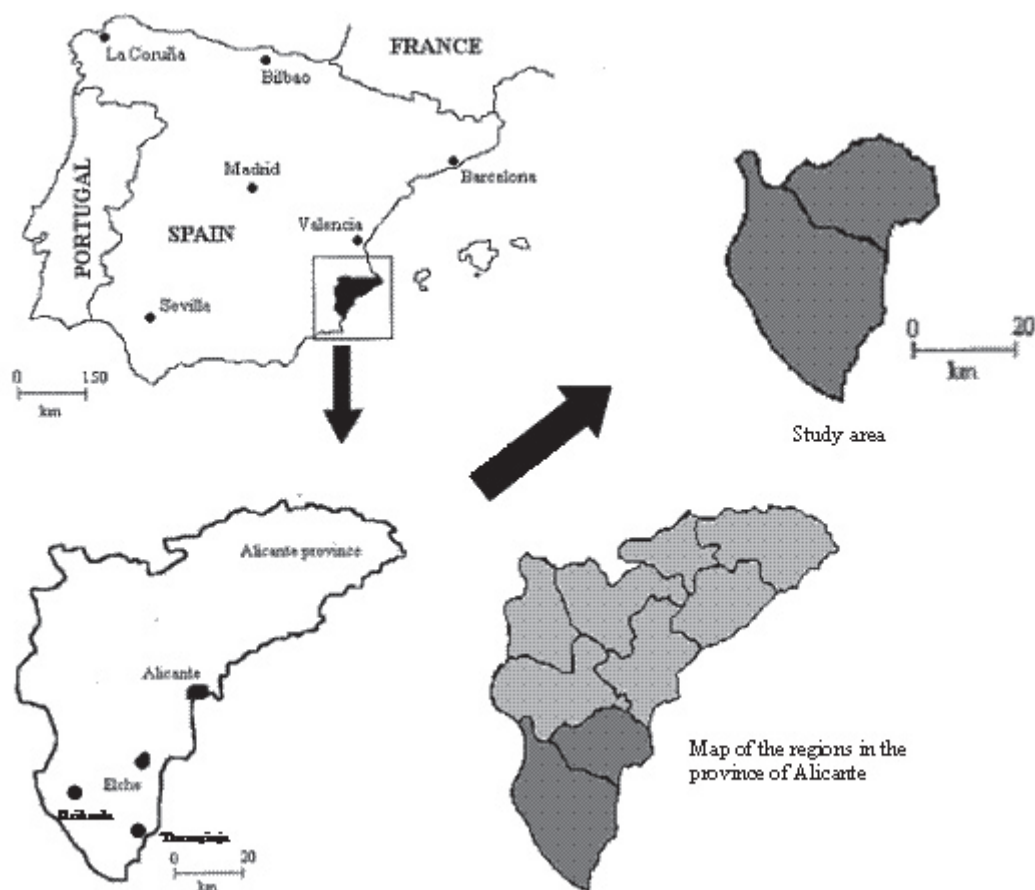 FRANCE
La Coruña
Bilbao
Madrid
Barcelona
PORTUGAL
SPAIN
Valencia
Sevilla
0 150
km
0 20
km
Study area
Alicante province
Alicante
Elche
0 20
km
Map of the regions in the
province of Alicante